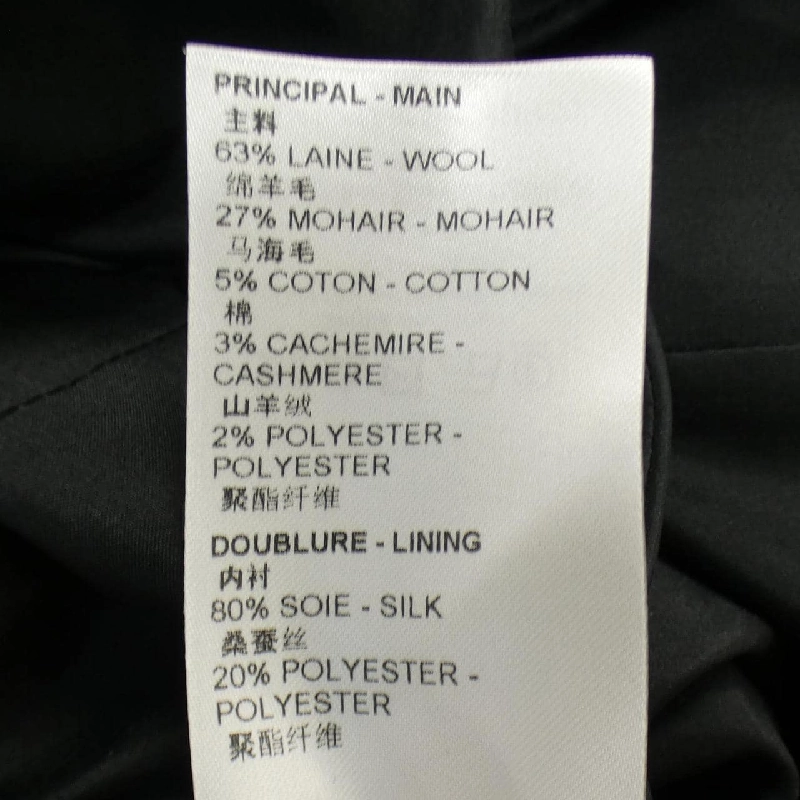 PRINCIPAL - MAIN
主料
63% LAINE - WOOL
绵羊毛
27% MOHAIR - MOHAIR
马海毛
5% COTON - COTTON
棉
3% CACHEMIRE -
CASHMERE
山羊绒
2% POLYESTER -
POLYESTER
聚酯纤维
DOUBLURE - LINING
内衬
80% SOIE - SILK
桑蚕丝
20% POLYESTER -
POLYESTER
聚酯纤维